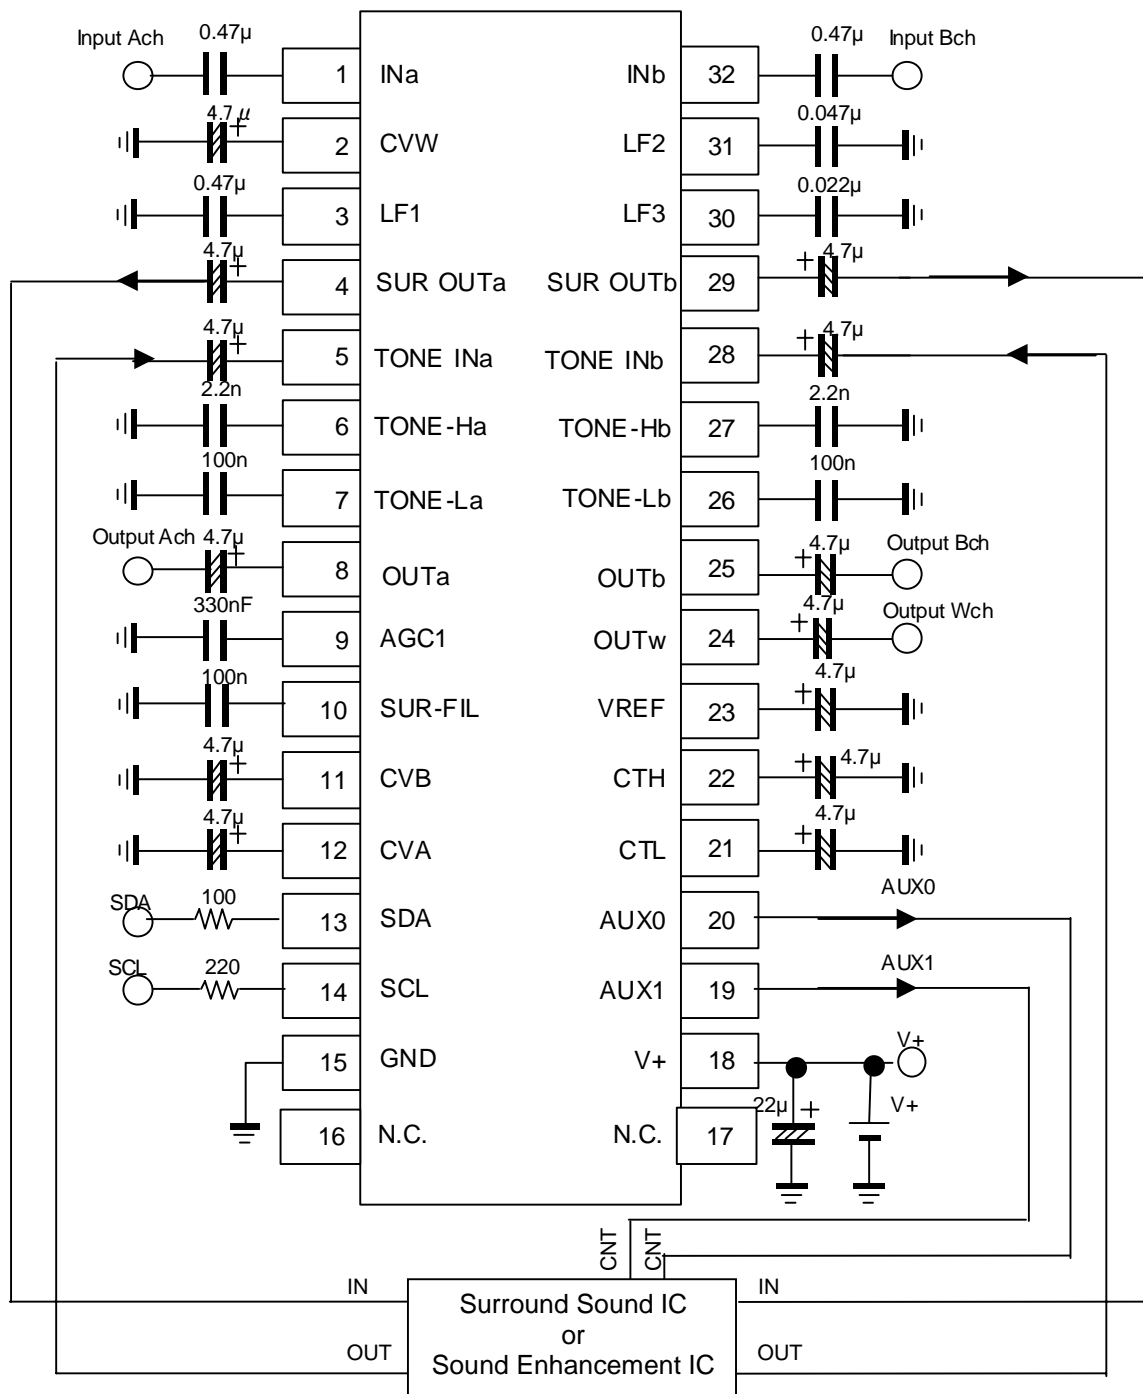 Input Ach
0.47µ
0.47µ
Input Bch
1
INa
INb
32
4.7 µ
+
0.047µ
2
CVW
LF2
31
0.47µ
0.022µ
3
LF1
LF3
30
4.7µ
+
+
4.7µ
4
SUR OUTa
SUR OUTb
29
4.7µ
+
+
4.7µ
5
TONE INa
TONE INb
28
2.2n
2.2n
6
TONE-Ha
TONE-Hb
27
100n
100n
7
TONE-La
TONE-Lb
26
Output Ach
4.7µ
+
+
4.7µ
Output Bch
8
OUTa
OUTb
25
330nF
+
4.7µ
Output Wch
9
AGC1
OUTw
24
100n
+
4.7µ
10
SUR-FIL
VREF
23
4.7µ
+
+
4.7µ
11
CVB
CTH
22
4.7µ
+
+
4.7µ
12
CVA
CTL
21
SDA
100
AUX0
13
SDA
AUX0
20
SCL
220
AUX1
14
SCL
AUX1
19
15
GND
V+
18
V+
16
N.C.
N.C.
17
22µ
+
V+
CNT
CNT
IN
Surround Sound IC
IN
or
OUT
Sound Enhancement IC
OUT